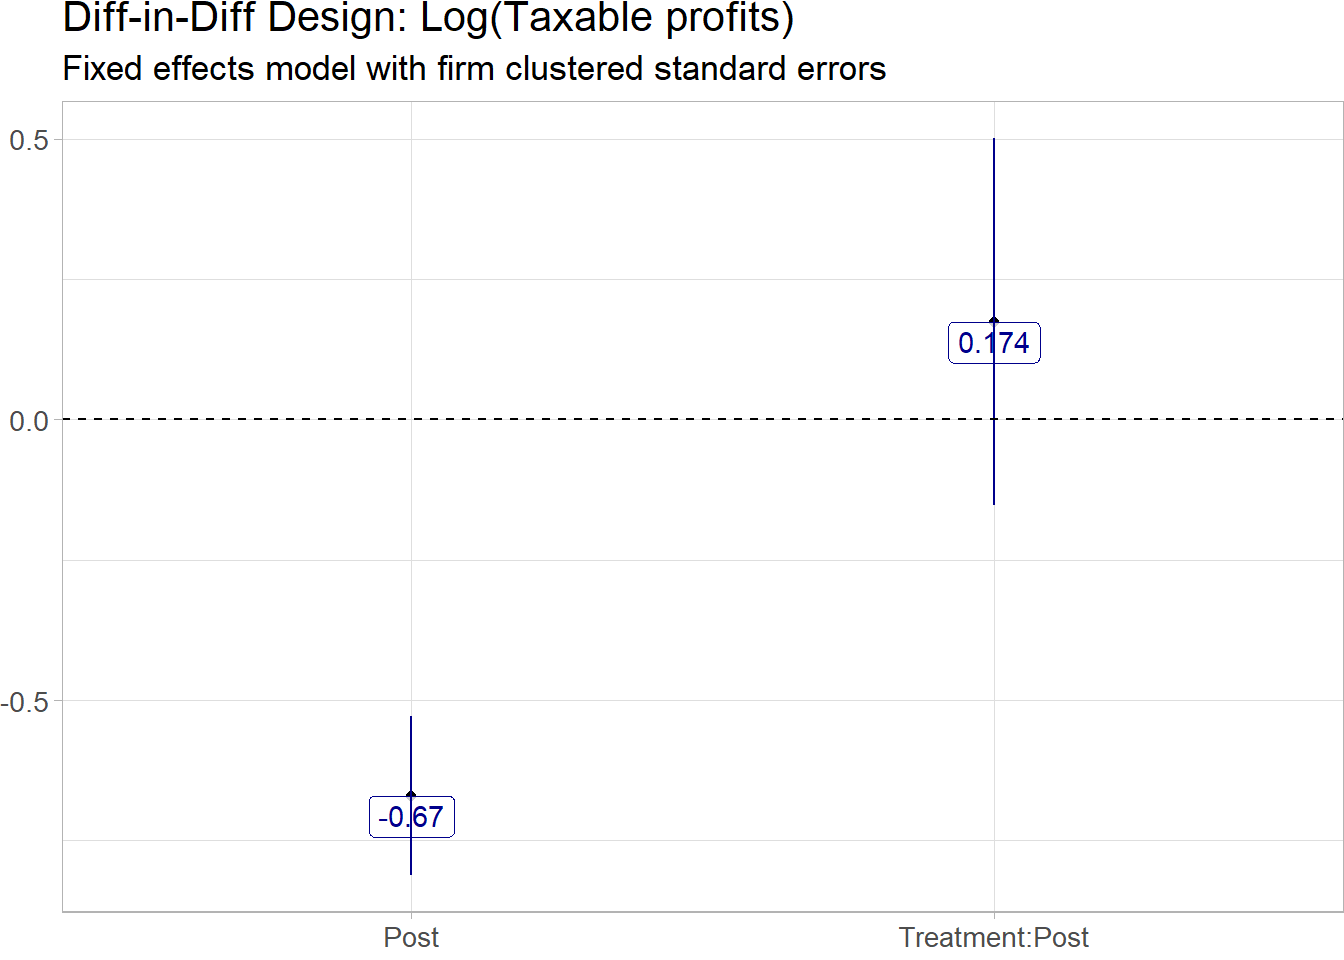 Diff-in-Diff Design: Log(Taxable profits)
Fixed effects model with firm clustered standard errors
0.5
0.174
0.0
-0.5
-0.67
Post
Treatment:Post